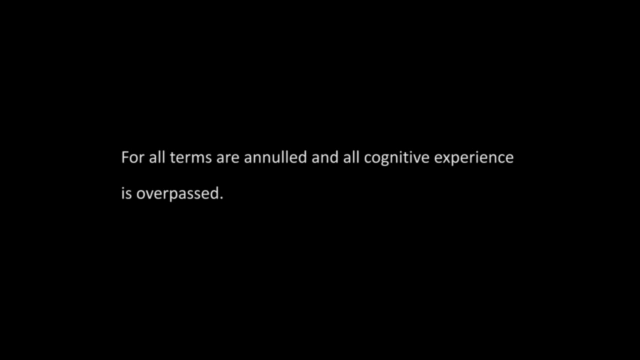 For all terms are annulled and all cognitive experience
is overpassed.